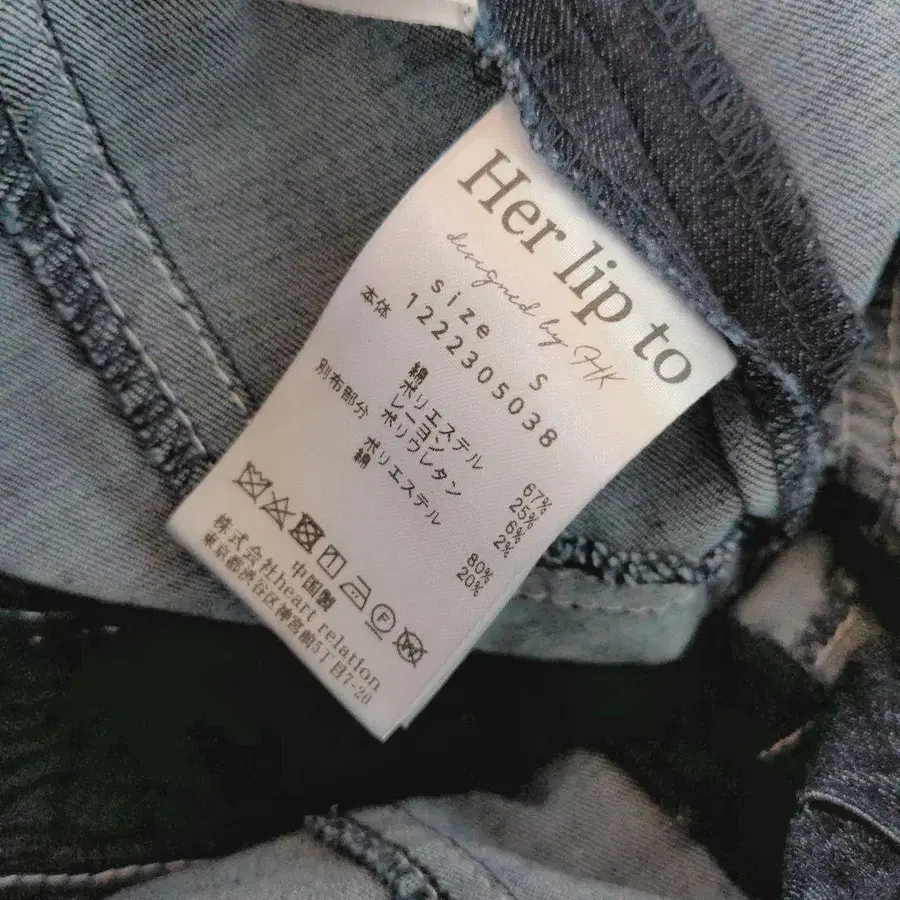 Her lip to
designed by HK
size S
1222305038
本体
綿 67%
ポリエステル 25%
レーヨン 6%
ポリウレタン 2%
別布部分
ポリエステル 80%
綿 20%
中国製
株式会社heart relation
東京都渋谷区神宮前5丁目7-20